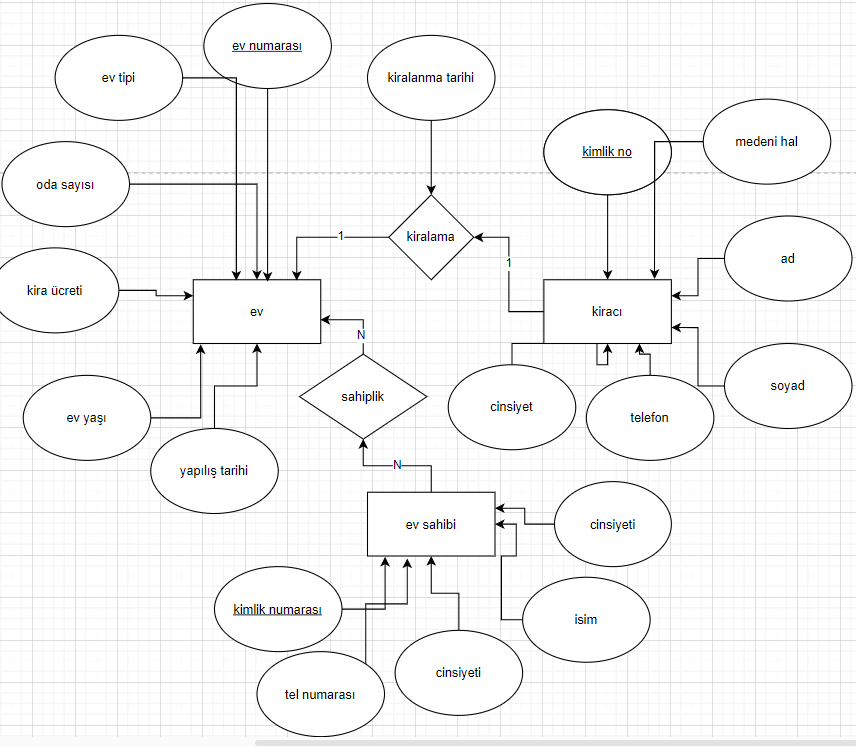 ev numarası
ev tipi
kiralanma tarihi
medeni hal
kimlik no
oda sayısı
1
kiralama
1
ad
kira ücreti
ev
kiracı
N
sahiplik
soyad
cinsiyet
telefon
ev yaşı
yapılış tarihi
N
ev sahibi
cinsiyeti
kimlik numarası
isim
cinsiyeti
tel numarası